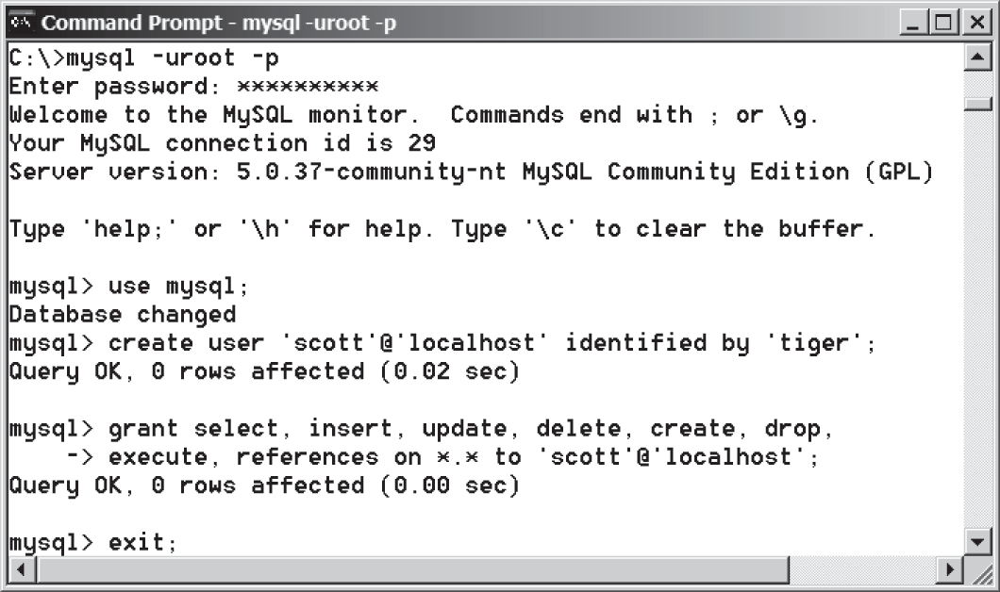 Command Prompt - mysql -uroot -p
C:\>mysql -uroot -p
Enter password: **********
Welcome to the MySQL monitor.  Commands end with ; or \g.
Your MySQL connection id is 29
Server version: 5.0.37-community-nt MySQL Community Edition (GPL)
Type 'help;' or '\h' for help. Type '\c' to clear the buffer.
mysql> use mysql;
Database changed
mysql> create user 'scott'@'localhost' identified by 'tiger';
Query OK, 0 rows affected (0.02 sec)
mysql> grant select, insert, update, delete, create, drop,
    -> execute, references on *.* to 'scott'@'localhost';
Query OK, 0 rows affected (0.00 sec)
mysql> exit;